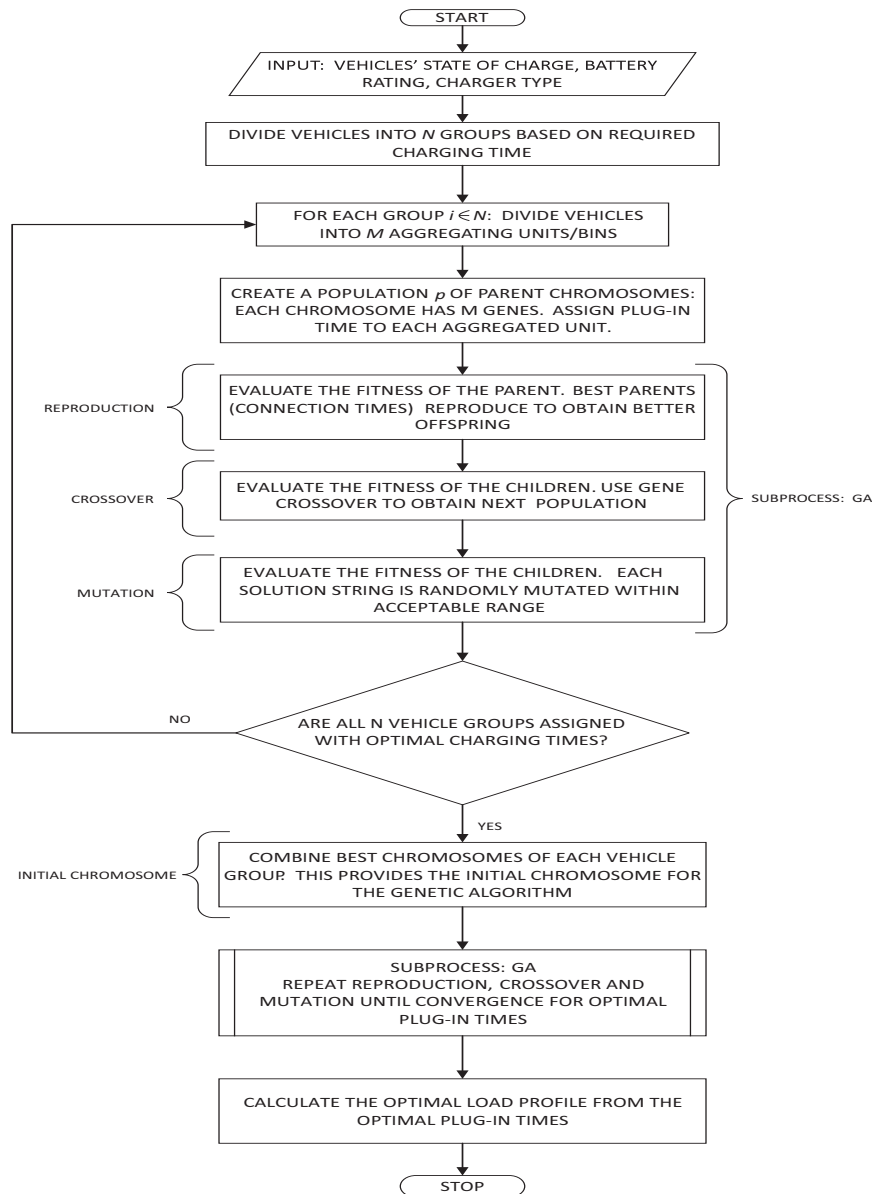 START
INPUT: VEHICLES' STATE OF CHARGE, BATTERY
RATING, CHARGER TYPE
DIVIDE VEHICLES INTO N GROUPS BASED ON REQUIRED
CHARGING TIME
FOR EACH GROUP i ∈ N: DIVIDE VEHICLES
INTO M AGGREGATING UNITS/BINS
CREATE A POPULATION p OF PARENT CHROMOSOMES:
EACH CHROMOSOME HAS M GENES. ASSIGN PLUG-IN
TIME TO EACH AGGREGATED UNIT.
REPRODUCTION
EVALUATE THE FITNESS OF THE PARENT. BEST PARENTS
(CONNECTION TIMES) REPRODUCE TO OBTAIN BETTER
OFFSPRING
CROSSOVER
EVALUATE THE FITNESS OF THE CHILDREN. USE GENE
CROSSOVER TO OBTAIN NEXT POPULATION
SUBPROCESS: GA
MUTATION
EVALUATE THE FITNESS OF THE CHILDREN. EACH
SOLUTION STRING IS RANDOMLY MUTATED WITHIN
ACCEPTABLE RANGE
NO
ARE ALL N VEHICLE GROUPS ASSIGNED
WITH OPTIMAL CHARGING TIMES?
YES
INITIAL CHROMOSOME
COMBINE BEST CHROMOSOMES OF EACH VEHICLE
GROUP. THIS PROVIDES THE INITIAL CHROMOSOME FOR
THE GENETIC ALGORITHM
SUBPROCESS: GA
REPEAT REPRODUCTION, CROSSOVER AND
MUTATION UNTIL CONVERGENCE FOR OPTIMAL
PLUG-IN TIMES
CALCULATE THE OPTIMAL LOAD PROFILE FROM THE
OPTIMAL PLUG-IN TIMES
STOP